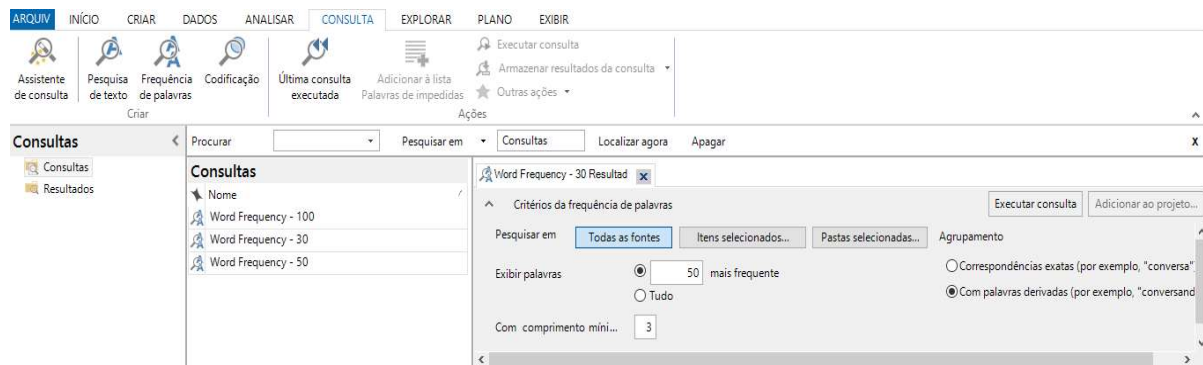 ARQUIV INÍCIO CRIAR DADOS ANALISAR CONSULTA EXPLORAR PLANO EXIBIR
Assistente de consulta
Pesquisa de texto
Frequência de palavras
Codificação
Última consulta executada
Adicionar à lista Palavras de impedidas
Executar consulta
Armazenar resultados da consulta
Outras ações
Criar
Ações
Consultas
Consultas
Resultados
Procurar Pesquisar em Consultas Localizar agora Apagar x
Consultas
Nome
Word Frequency - 100
Word Frequency - 30
Word Frequency - 50
Word Frequency - 30 Resultad x
Critérios da frequência de palavras Executar consulta Adicionar ao projeto...
Pesquisar em Todas as fontes Itens selecionados... Pastas selecionadas... Agrupamento
Exibir palavras 50 mais frequente
Tudo
Com comprimento míni... 3
Correspondências exatas (por exemplo, "conversa"
Com palavras derivadas (por exemplo, "conversand